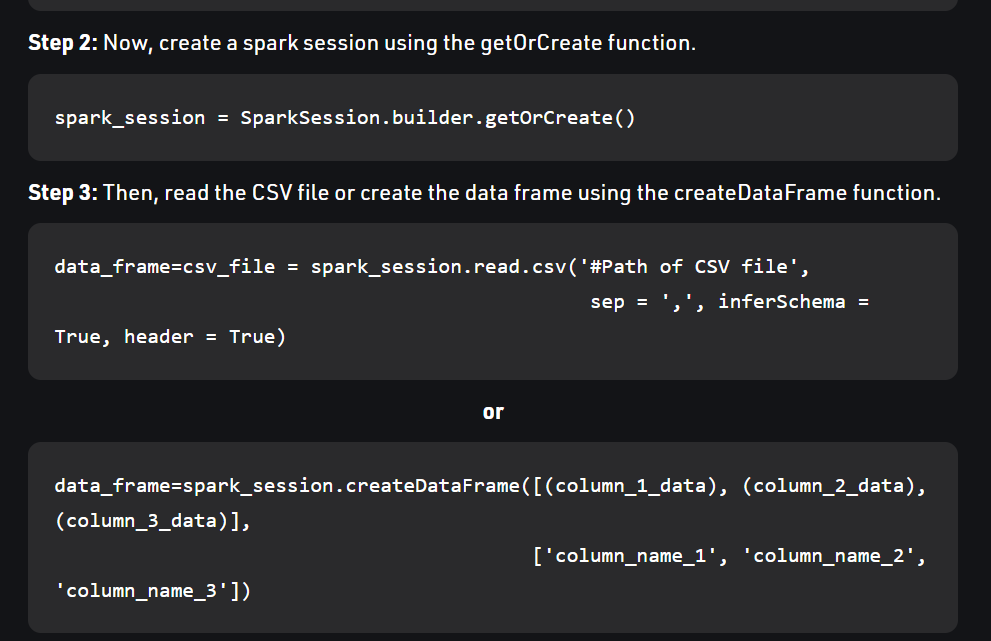 Step 2: Now, create a spark session using the getOrCreate function.
spark_session = SparkSession.builder.getOrCreate()
Step 3: Then, read the CSV file or create the data frame using the createDataFrame function.
data_frame=csv_file = spark_session.read.csv('#Path of CSV file',
sep = ',', inferSchema =
True, header = True)
or
data_frame=spark_session.createDataFrame([(column_1_data), (column_2_data),
(column_3_data)],
['column_name_1', 'column_name_2',
'column_name_3'])